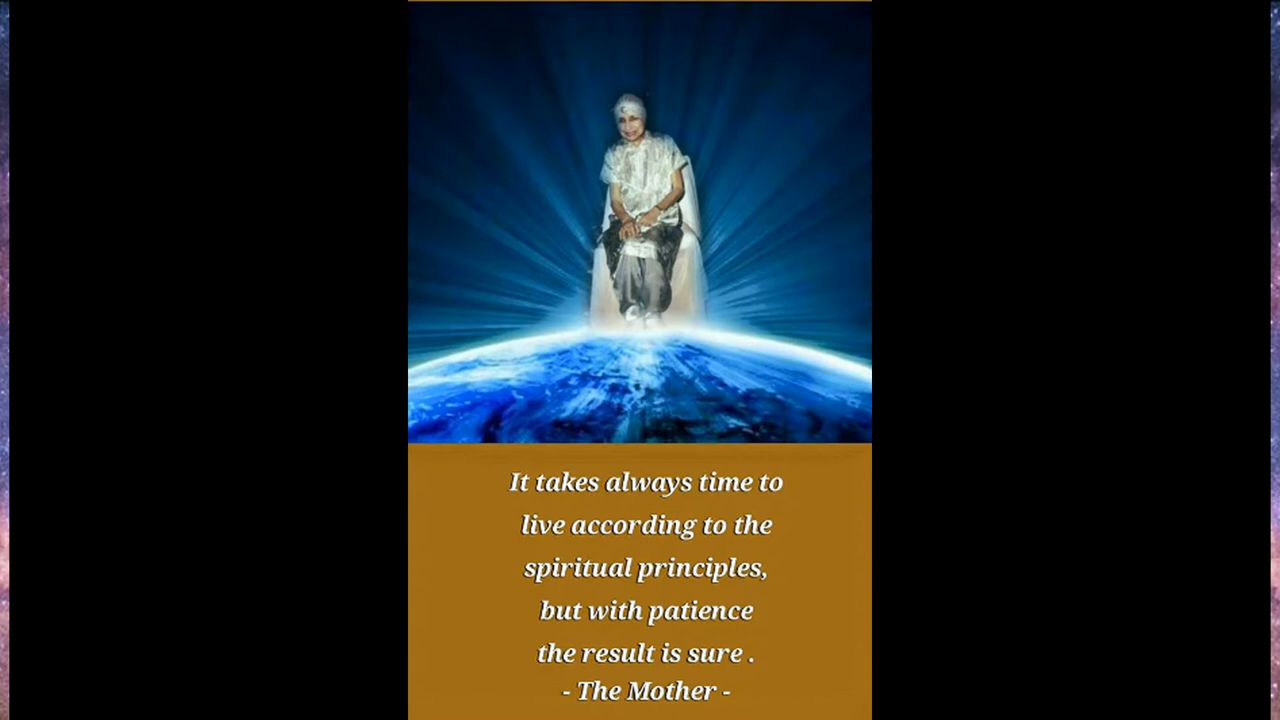 It takes always time to
live according to the
spiritual principles,
but with patience
the result is sure .
- The Mother -